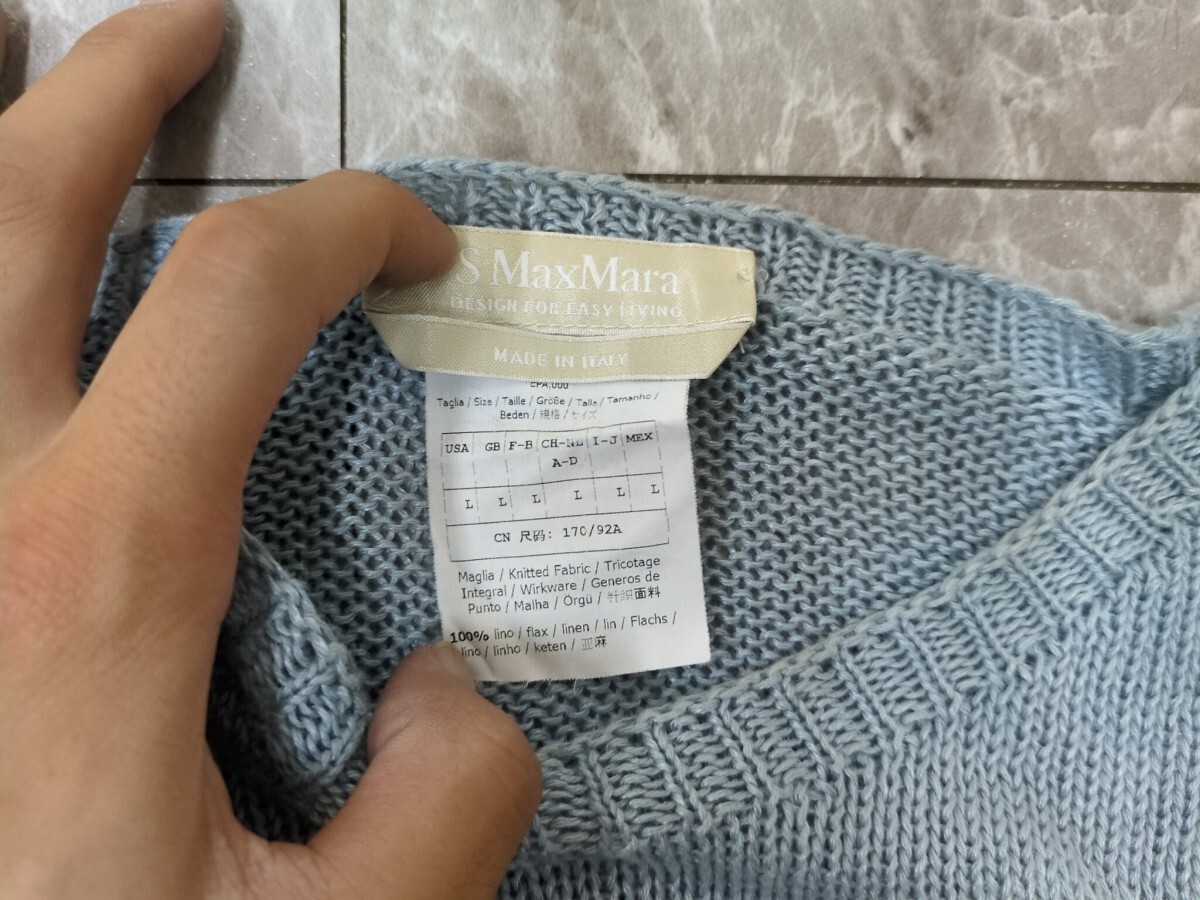 S MaxMara
DESIGN FOR EASY LIVING
MADE IN ITALY
EPA.000
Taglia / Size / Taille / Größe / Talla / Tamanho /
Beden / 規格 / サイズ
USA GB F-B CH-NL I-J MEX
A-D
L L L L L L
CN 尺码: 170/92A
Maglia / Knitted Fabric / Tricotage
Integral / Wirkware / Generos de
Punto / Malha / Örgü / 针织面料
100% lino / flax / linen / lin / Flachs /
lino / linho / keten / 亚麻